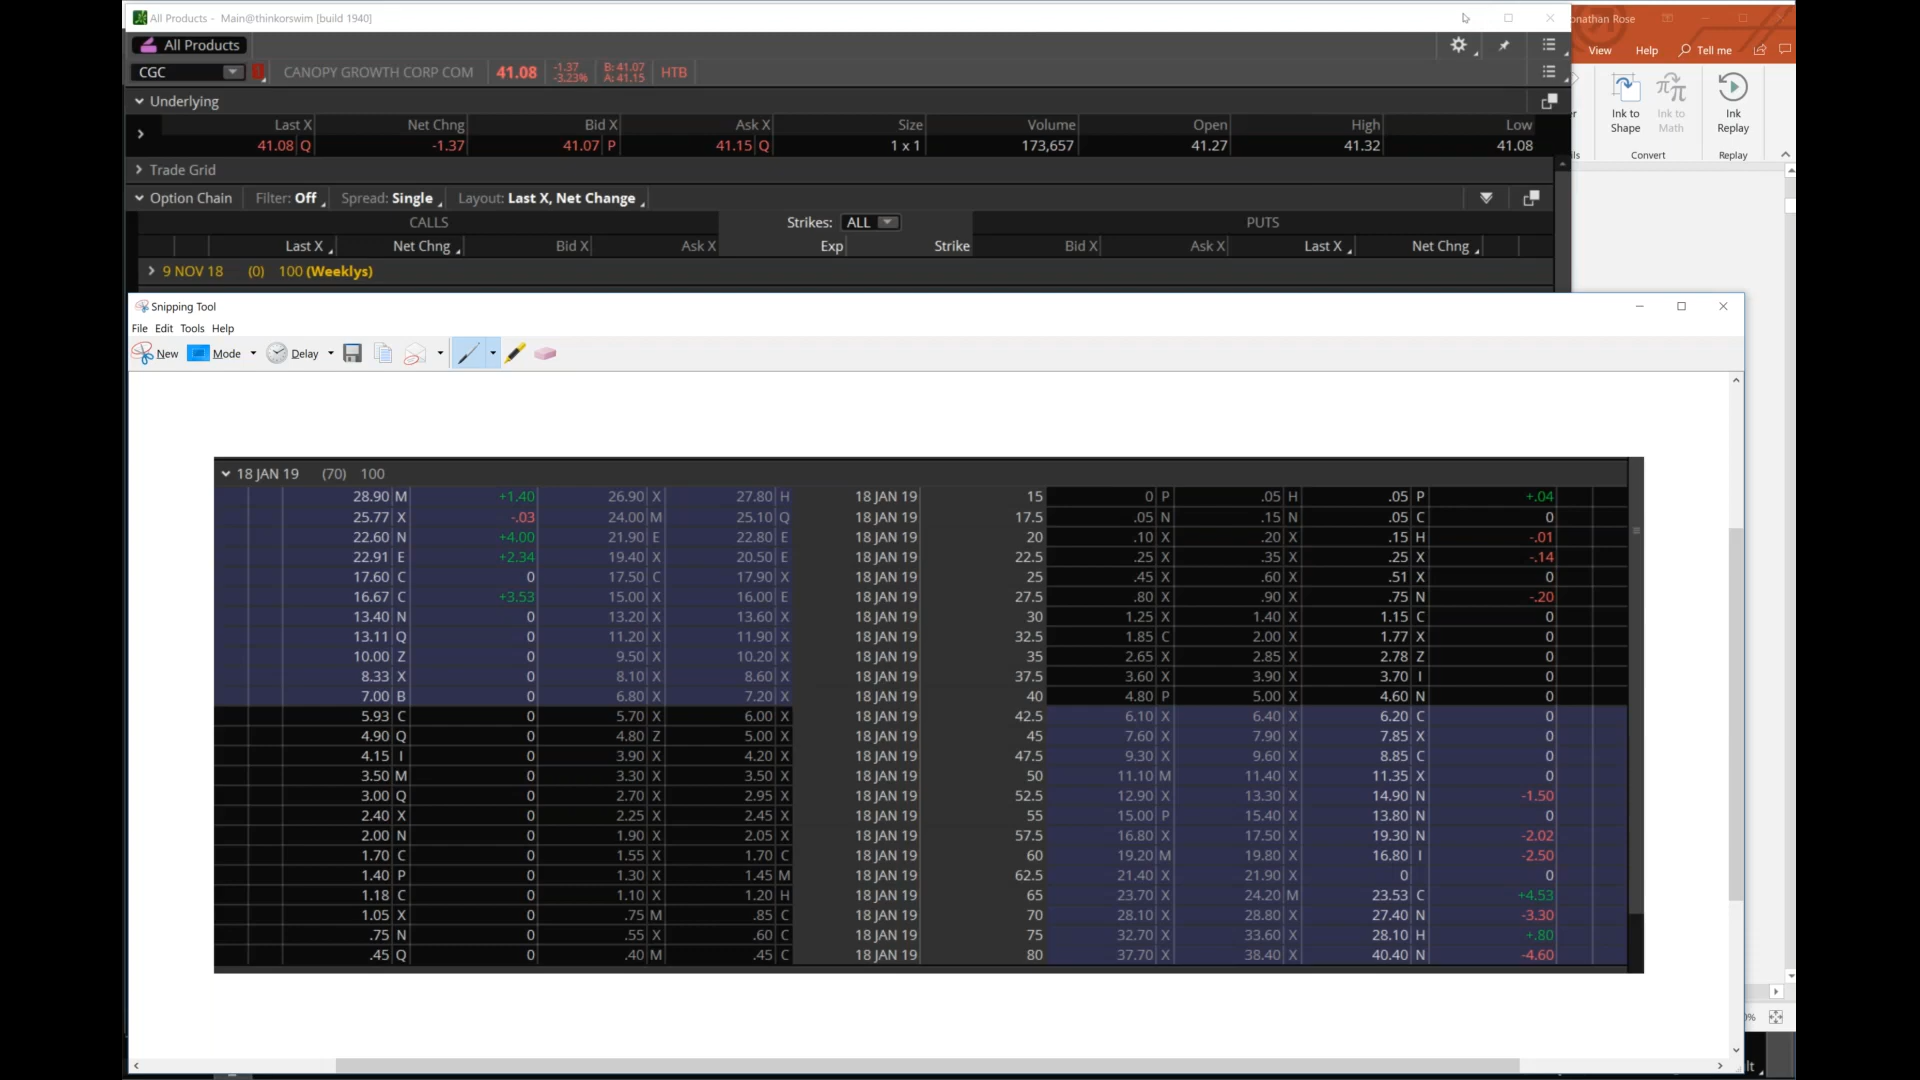 All Products - Main@thinkorswim [build 1940]
onathan Rose
All Products
View Help Tell me
CGC CANOPY GROWTH CORP COM 41.08 -1.37 -3.23% B: 41.07 A: 41.15 HTB
Ink to Shape Ink to Math Ink Replay
Convert Replay
Underlying
Last X Net Chng Bid X Ask X Size Volume Open High Low
41.08 Q -1.37 41.07 P 41.15 Q 1 x 1 173,657 41.27 41.32 41.08
Trade Grid
Option Chain Filter: Off Spread: Single Layout: Last X, Net Change
CALLS Strikes: ALL PUTS
Last X Net Chng Bid X Ask X Exp Strike Bid X Ask X Last X Net Chng
9 NOV 18 (0) 100 (Weeklys)
Snipping Tool
File Edit Tools Help
New Mode Delay
18 JAN 19 (70) 100
28.90 M +1.40 26.90 X 27.80 H 18 JAN 19 15 0 P .05 H .05 P +.04
25.77 X -.03 24.00 M 25.10 Q 18 JAN 19 17.5 .05 N .15 N .05 C 0
22.60 N +4.00 21.90 E 22.80 E 18 JAN 19 20 .10 X .20 X .15 H -.01
22.91 E +2.34 19.40 X 20.50 E 18 JAN 19 22.5 .25 X .35 X .25 X -.14
17.60 C 0 17.50 C 17.90 X 18 JAN 19 25 .45 X .60 X .51 X 0
16.67 C +3.53 15.00 X 16.00 E 18 JAN 19 27.5 .80 X .90 X .75 N -.20
13.40 N 0 13.20 X 13.60 X 18 JAN 19 30 1.25 X 1.40 X 1.15 C 0
13.11 Q 0 11.20 X 11.90 X 18 JAN 19 32.5 1.85 C 2.00 X 1.77 X 0
10.00 Z 0 9.50 X 10.20 X 18 JAN 19 35 2.65 X 2.85 X 2.78 Z 0
8.33 X 0 8.10 X 8.60 X 18 JAN 19 37.5 3.60 X 3.90 X 3.70 I 0
7.00 B 0 6.80 X 7.20 X 18 JAN 19 40 4.80 P 5.00 X 4.60 N 0
5.93 C 0 5.70 X 6.00 X 18 JAN 19 42.5 6.10 X 6.40 X 6.20 C 0
4.90 Q 0 4.80 Z 5.00 X 18 JAN 19 45 7.60 X 7.90 X 7.85 X 0
4.15 I 0 3.90 X 4.20 X 18 JAN 19 47.5 9.30 X 9.60 X 8.85 C 0
3.50 M 0 3.30 X 3.50 X 18 JAN 19 50 11.10 M 11.40 X 11.35 X 0
3.00 Q 0 2.70 X 2.95 X 18 JAN 19 52.5 12.90 X 13.30 X 14.90 N -1.50
2.40 X 0 2.25 X 2.45 X 18 JAN 19 55 15.00 P 15.40 X 13.80 N 0
2.00 N 0 1.90 X 2.05 X 18 JAN 19 57.5 16.80 X 17.50 X 19.30 N -2.02
1.70 C 0 1.55 X 1.70 C 18 JAN 19 60 19.20 M 19.80 X 16.80 I -2.50
1.40 P 0 1.30 X 1.45 M 18 JAN 19 62.5 21.40 X 21.90 X 0 0
1.18 C 0 1.10 X 1.20 H 18 JAN 19 65 23.70 X 24.20 M 23.53 C +4.53
1.05 X 0 .75 M .85 C 18 JAN 19 70 28.10 X 28.80 X 27.40 N -3.30
.75 N 0 .55 X .60 C 18 JAN 19 75 32.70 X 33.60 X 28.10 H +.80
.45 Q 0 .40 M .45 C 18 JAN 19 80 37.70 X 38.40 X 40.40 N -4.60